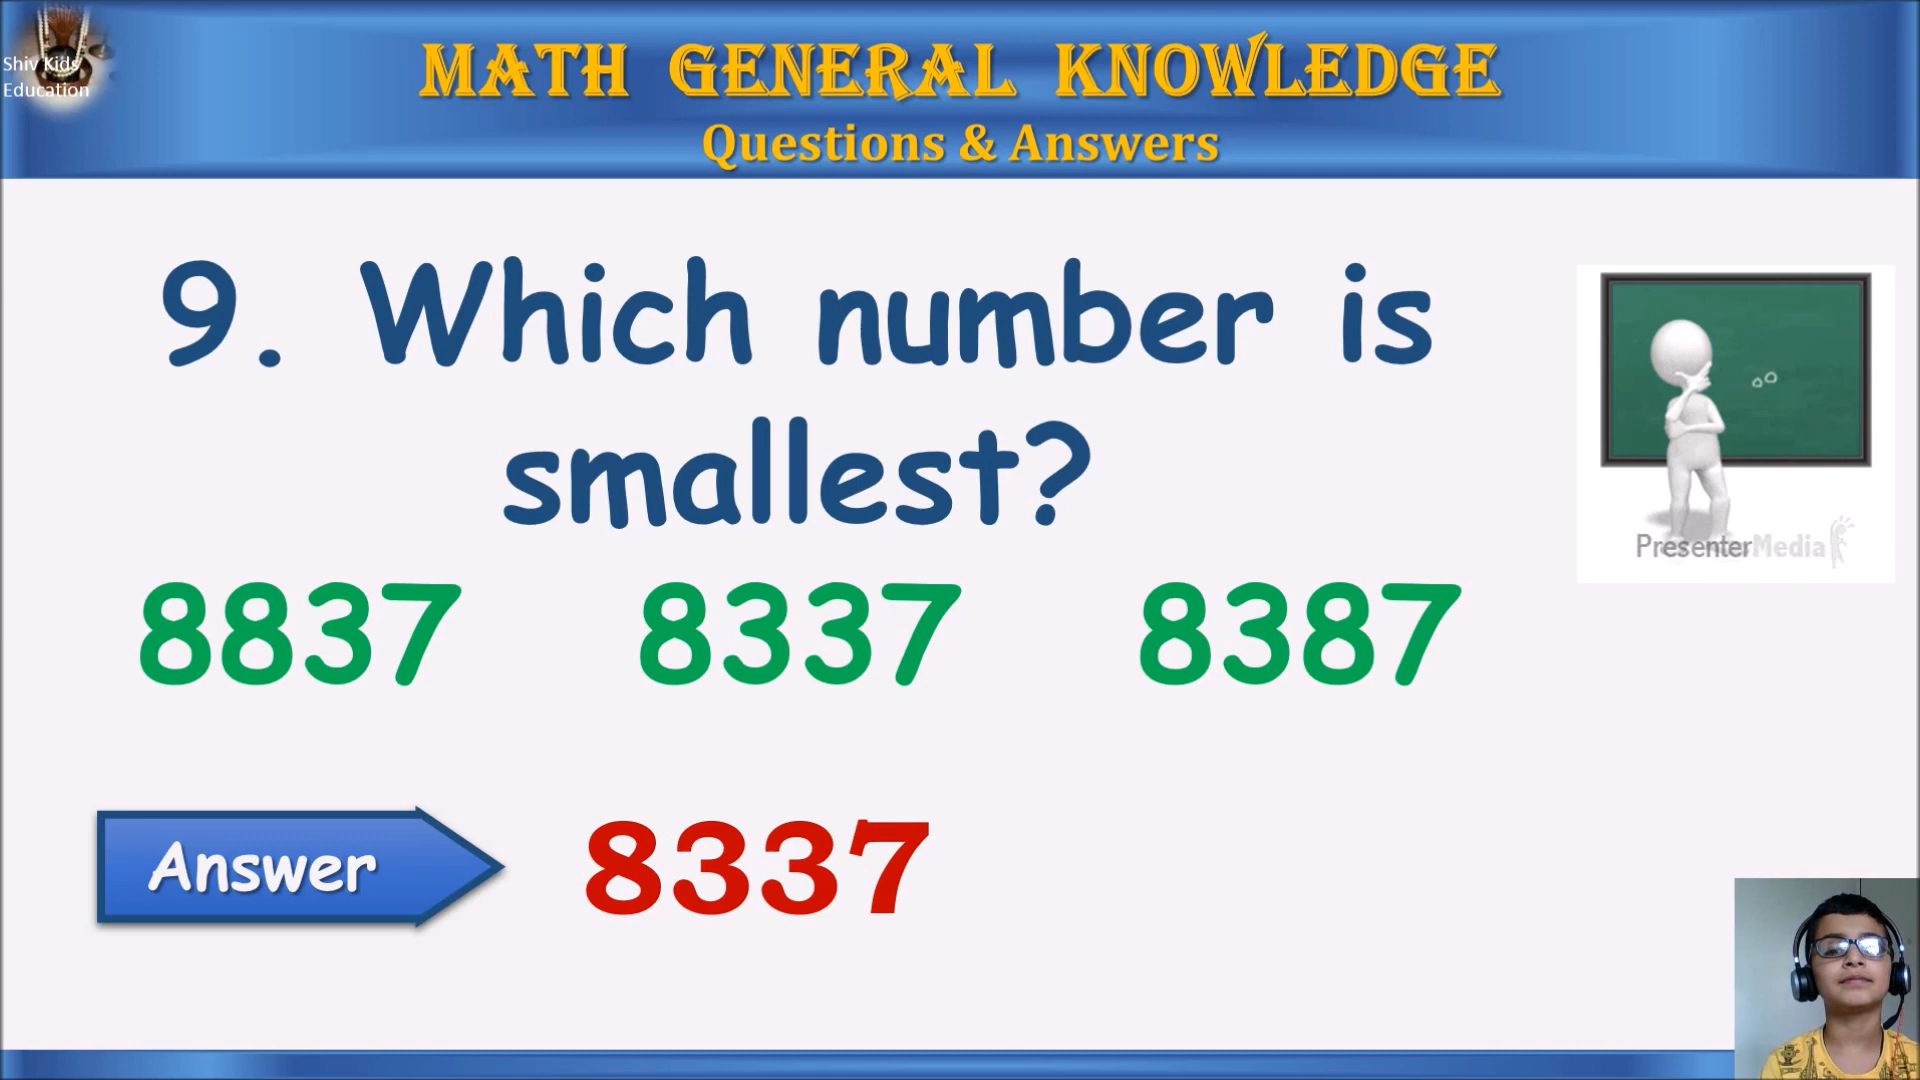 Shiv Kids
Education
MATH GENERAL KNOWLEDGE
Questions & Answers
9. Which number is
smallest?
8837 8337 8387
Answer 8337
PresenterMedia